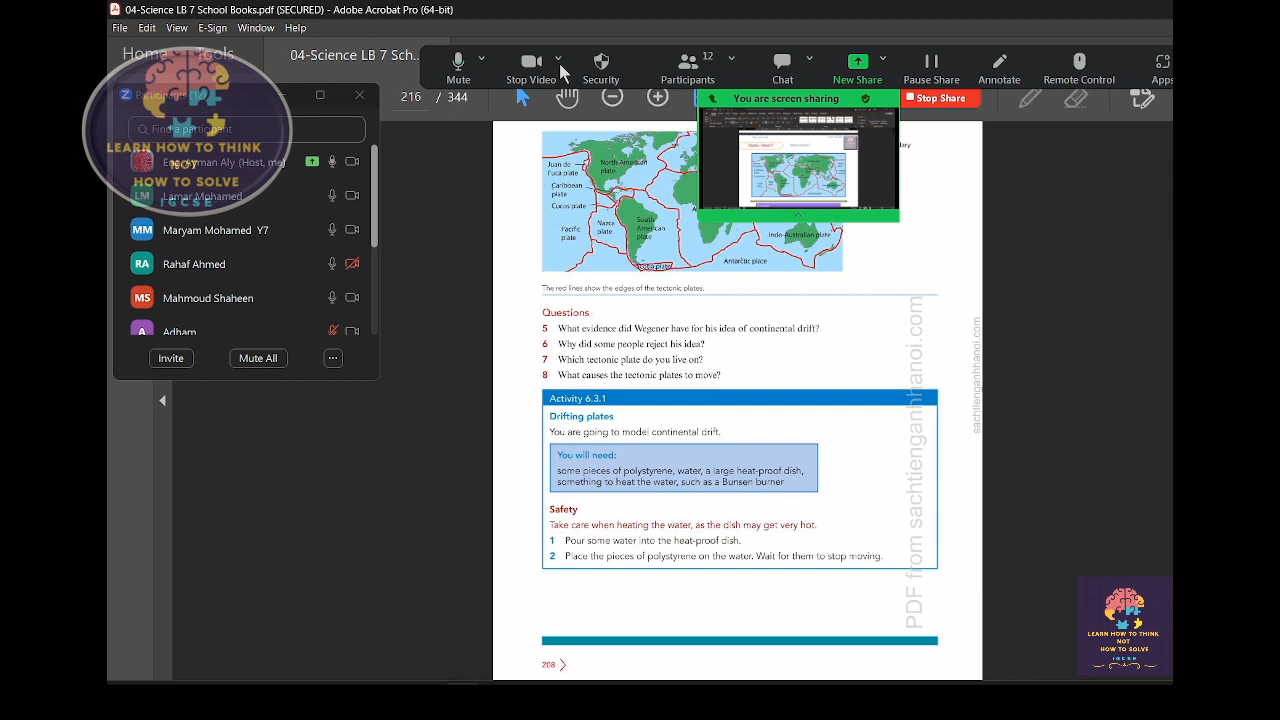 04-Science LB 7 School Books.pdf (SECURED) - Adobe Acrobat Pro (64-bit)
File Edit View E-Sign Window Help
Home Tools 04-Science LB 7 Sch...
Mute Stop Video Security Participants 12 Chat New Share Pause Share Annotate Remote Control Apps
216 / 344
You are screen sharing
Stop Share
Participants (12)
Find a participant
Eng Ayman Aly (Host, me)
LM Lamar Mohamed
MM Maryam Mohamed Y7
RA Rahaf Ahmed
MS Mahmoud Shaheen
A Adham
Invite Mute All ...
LEARN HOW TO THINK
NOT
HOW TO SOLVE
IGCSE
Juan de
Fuca plate
North American
plate
Caribbean
plate
Cocos plate
Pacific
plate
Nazca
plate
South
American
plate
Indo-Australian plate
Antarctic plate
The red lines show the edges of the tectonic plates.
Questions
5 What evidence did Wegener have for his idea of continental drift?
6 Why did some people reject his idea?
7 Which tectonic plate do you live on?
8 What causes the tectonic plates to move?
Activity 6.3.1
Drifting plates
You are going to model continental drift.
You will need:
some pieces of polystyrene, water, a large heat-proof dish,
something to heat the water, such as a Bunsen burner
Safety
Take care when heating the water, as the dish may get very hot.
1 Pour some water into the heat-proof dish.
2 Place the pieces of polystyrene on the water. Wait for them to stop moving.
208
PDF from sachtienganhhanoi.com
sachtienganhhanoi.com
LEARN HOW TO THINK
NOT
HOW TO SOLVE
IGCSE